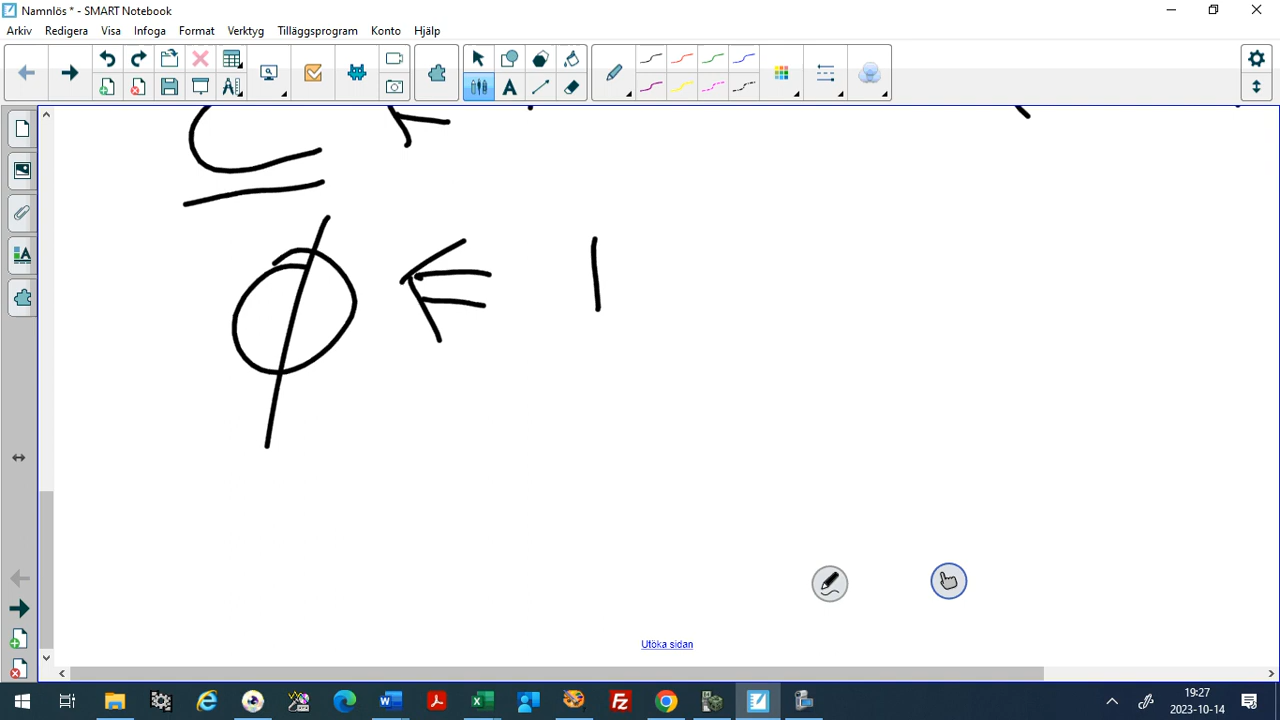 Namnlös * - SMART Notebook
Arkiv Redigera Visa Infoga Format Verktyg Tilläggsprogram Konto Hjälp
Ø ⇐ |
Utöka sidan
19:27
2023-10-14